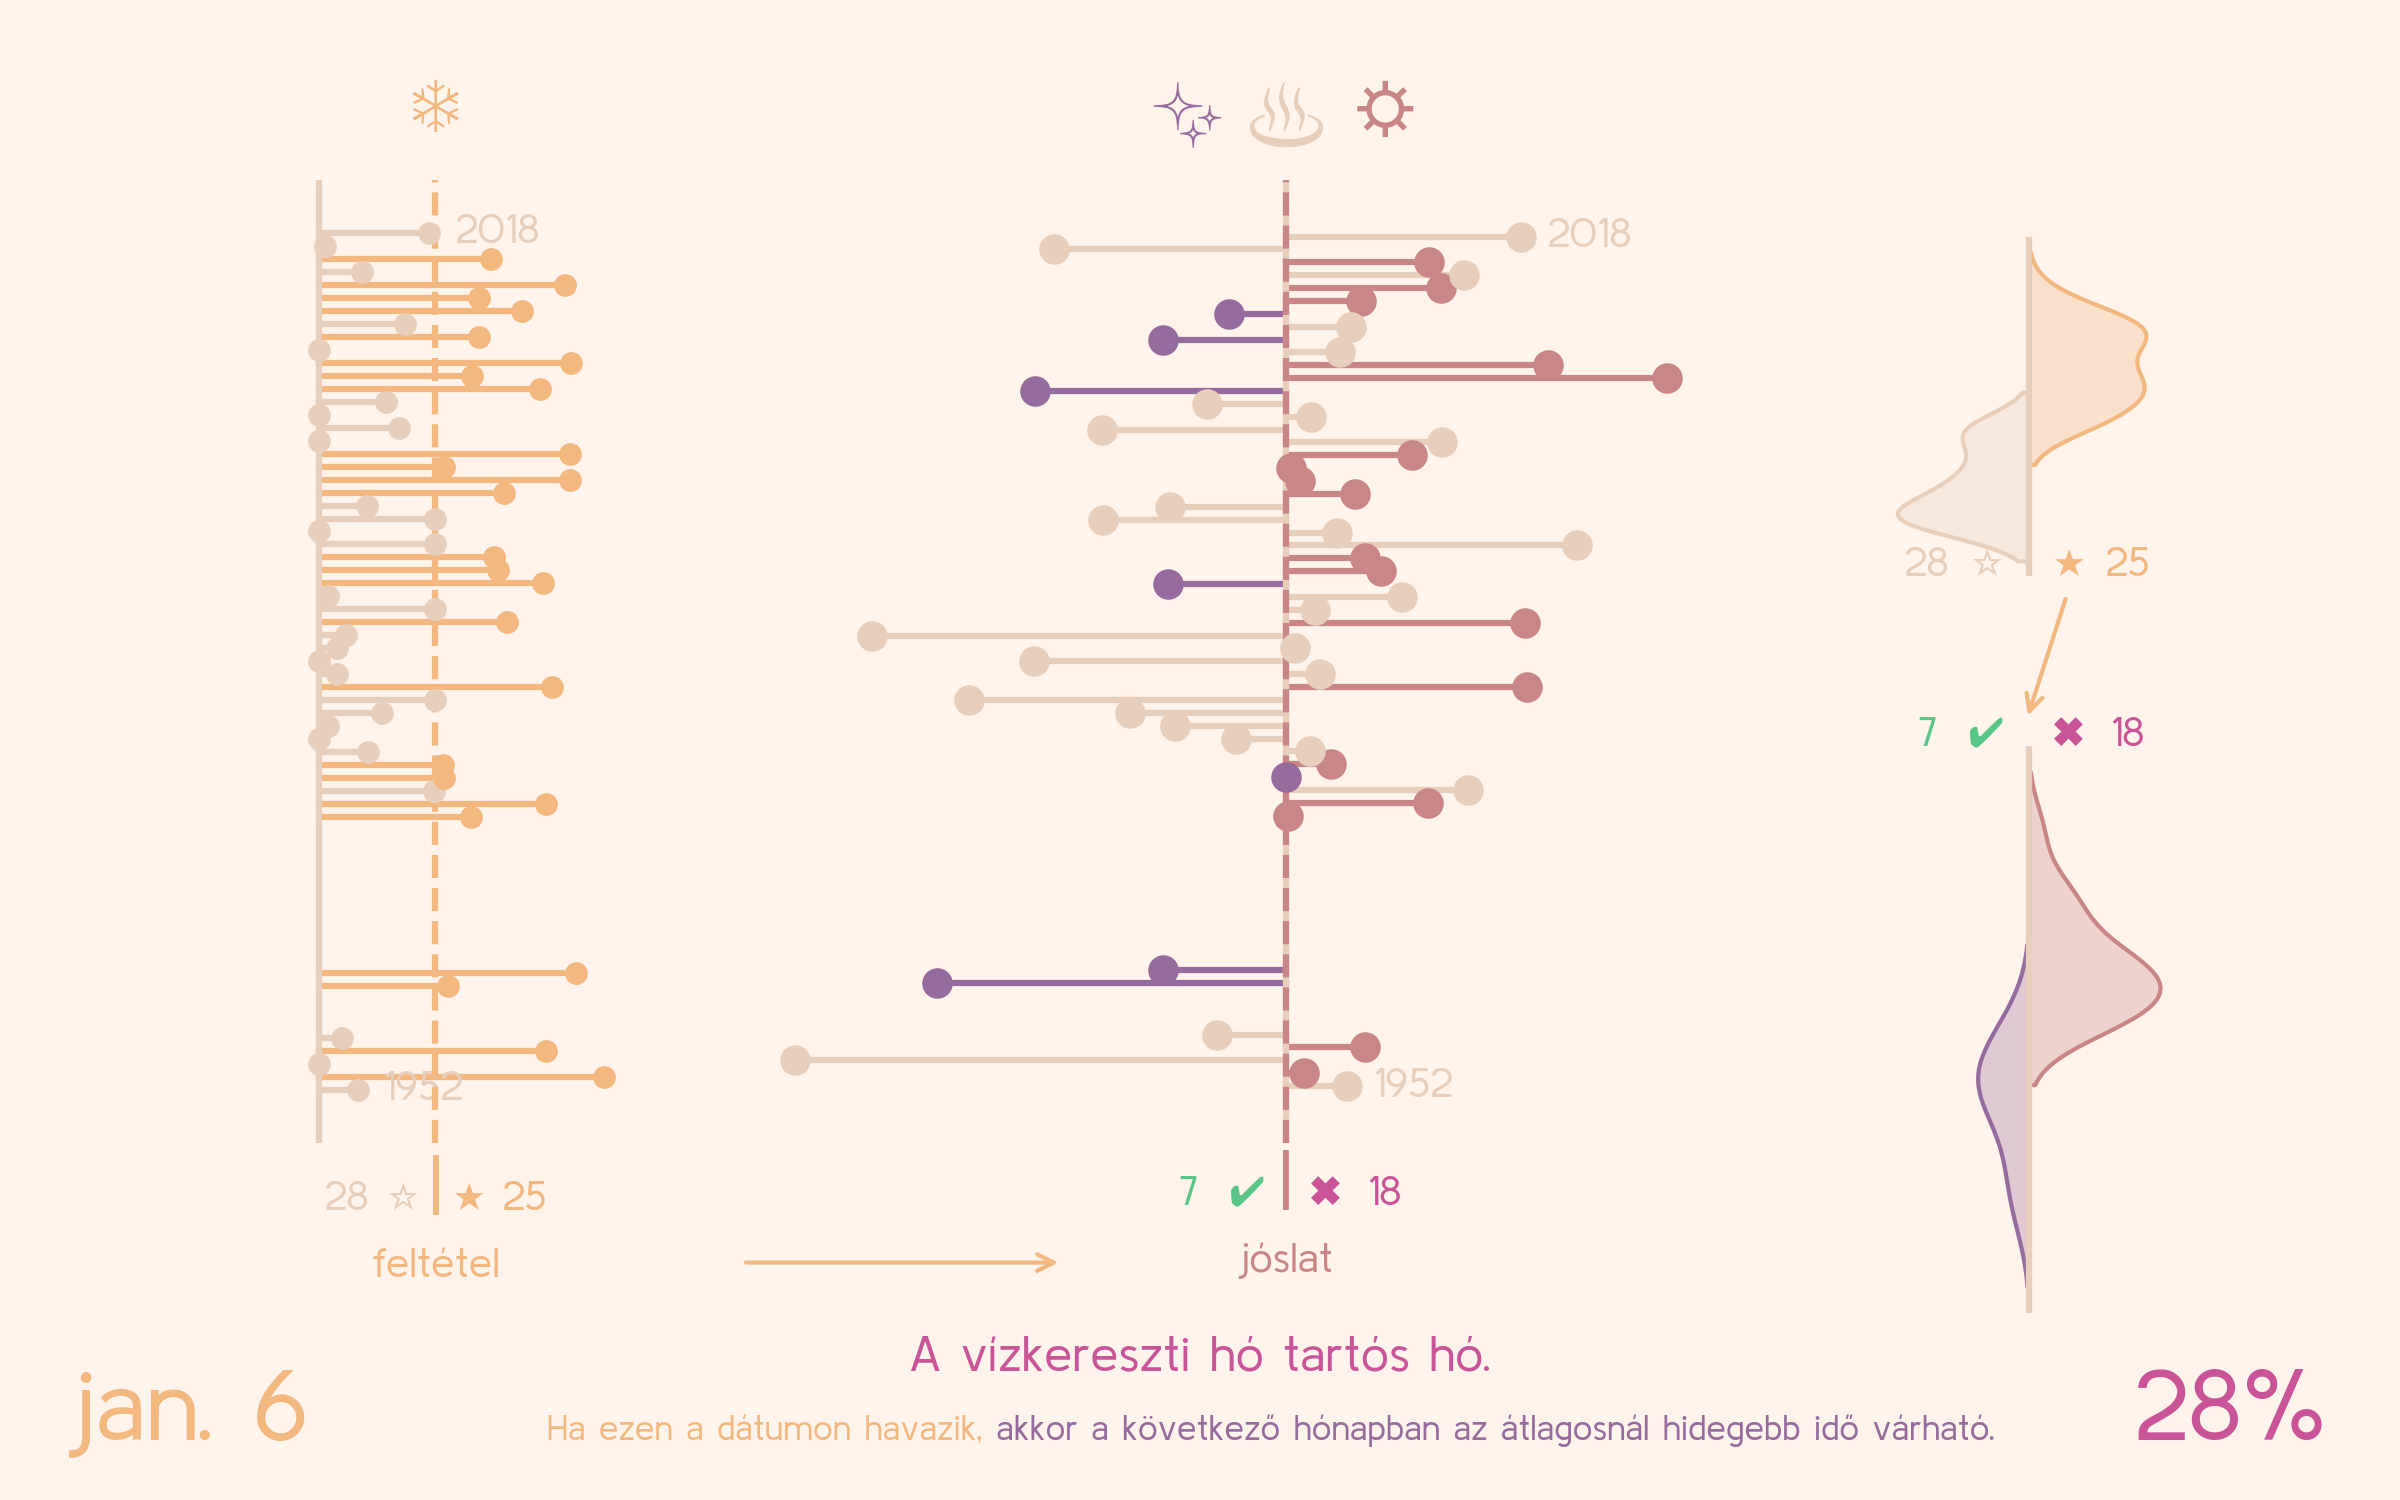 2018
2018
28 ☆ ★ 25
7 ✔ ✖ 18
1952
1952
28 ☆ ★ 25
7 ✔ ✖ 18
feltétel
jóslat
A vízkereszti hó tartós hó.
jan. 6
Ha ezen a dátumon havazik, akkor a következő hónapban az átlagosnál hidegebb idő várható.
28%